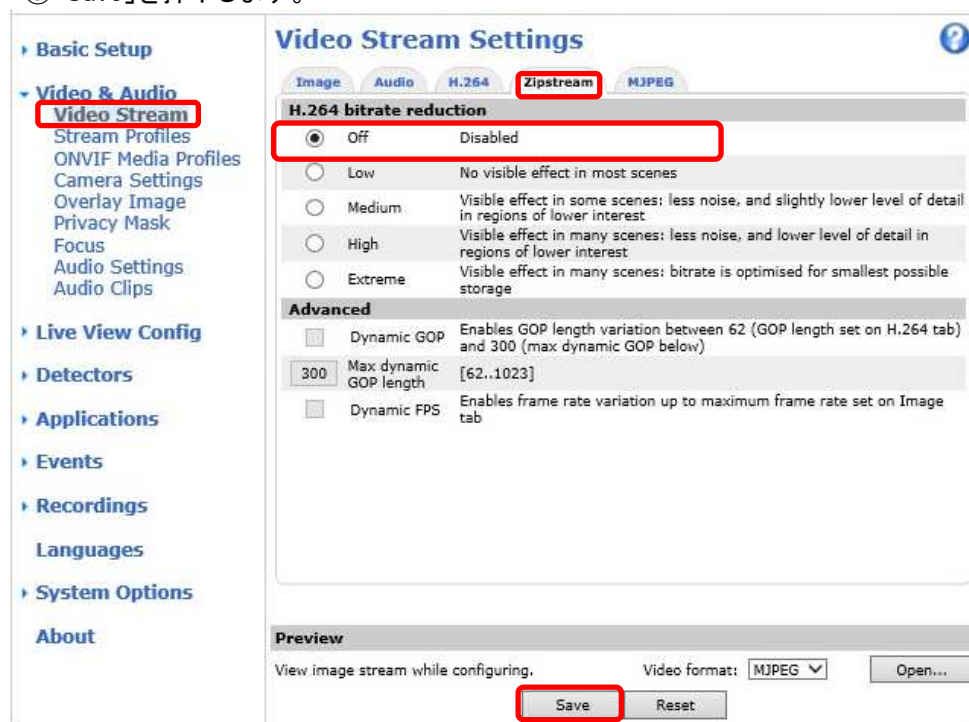 Save]を押下します。
Basic Setup
Video & Audio
Video Stream
Stream Profiles
ONVIF Media Profiles
Camera Settings
Overlay Image
Privacy Mask
Focus
Audio Settings
Audio Clips
Live View Config
Detectors
Applications
Events
Recordings
Languages
System Options
About
Video Stream Settings
?
Image Audio H.264 Zipstream MJPEG
H.264 bitrate reduction
Off Disabled
Low No visible effect in most scenes
Medium Visible effect in some scenes: less noise, and slightly lower level of detail
in regions of lower interest
High Visible effect in many scenes: less noise, and lower level of detail in
regions of lower interest
Extreme Visible effect in many scenes: bitrate is optimised for smallest possible
storage
Advanced
Dynamic GOP Enables GOP length variation between 62 (GOP length set on H.264 tab)
and 300 (max dynamic GOP below)
300 Max dynamic
GOP length [62..1023]
Dynamic FPS Enables frame rate variation up to maximum frame rate set on Image
tab
Preview
View image stream while configuring. Video format: MJPEG Open...
Save Reset